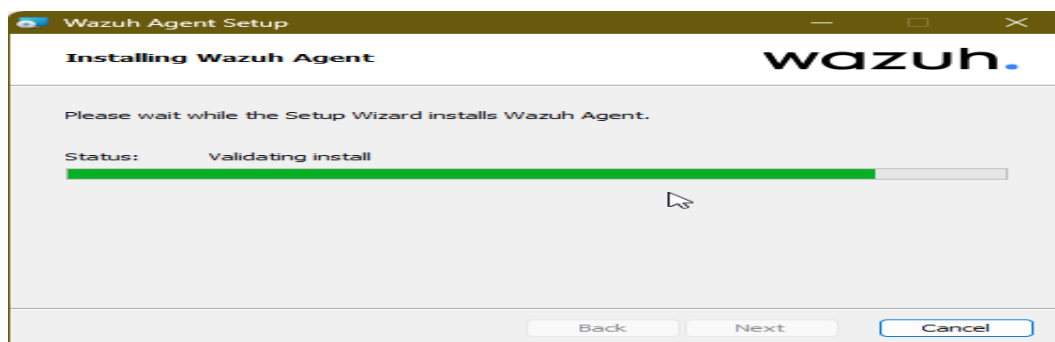 Wazuh Agent Setup
Installing Wazuh Agent
wazuh.
Please wait while the Setup Wizard installs Wazuh Agent.
Status: Validating install
Back Next Cancel